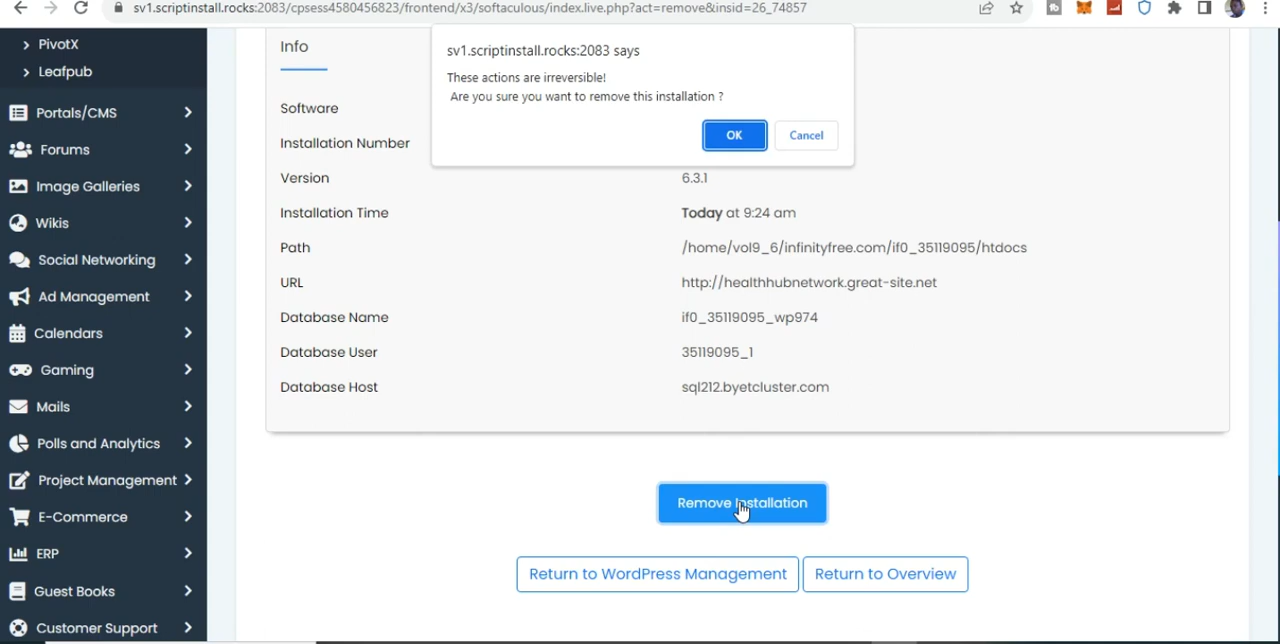 sv1.scriptinstall.rocks:2083/cpsess4580456823/frontend/x3/softaculous/index.live.php?act=remove&insid=26_74857
PivotX
Leafpub
Portals/CMS
Forums
Image Galleries
Wikis
Social Networking
Ad Management
Calendars
Gaming
Mails
Polls and Analytics
Project Management
E-Commerce
ERP
Guest Books
Customer Support
sv1.scriptinstall.rocks:2083 says
These actions are irreversible!
Are you sure you want to remove this installation ?
OK Cancel
Info
Software
Installation Number
Version 6.3.1
Installation Time Today at 9:24 am
Path /home/vol9_6/infinityfree.com/if0_35119095/htdocs
URL http://healthhubnetwork.great-site.net
Database Name if0_35119095_wp974
Database User 35119095_1
Database Host sql212.byetcluster.com
Remove Installation
Return to WordPress Management Return to Overview